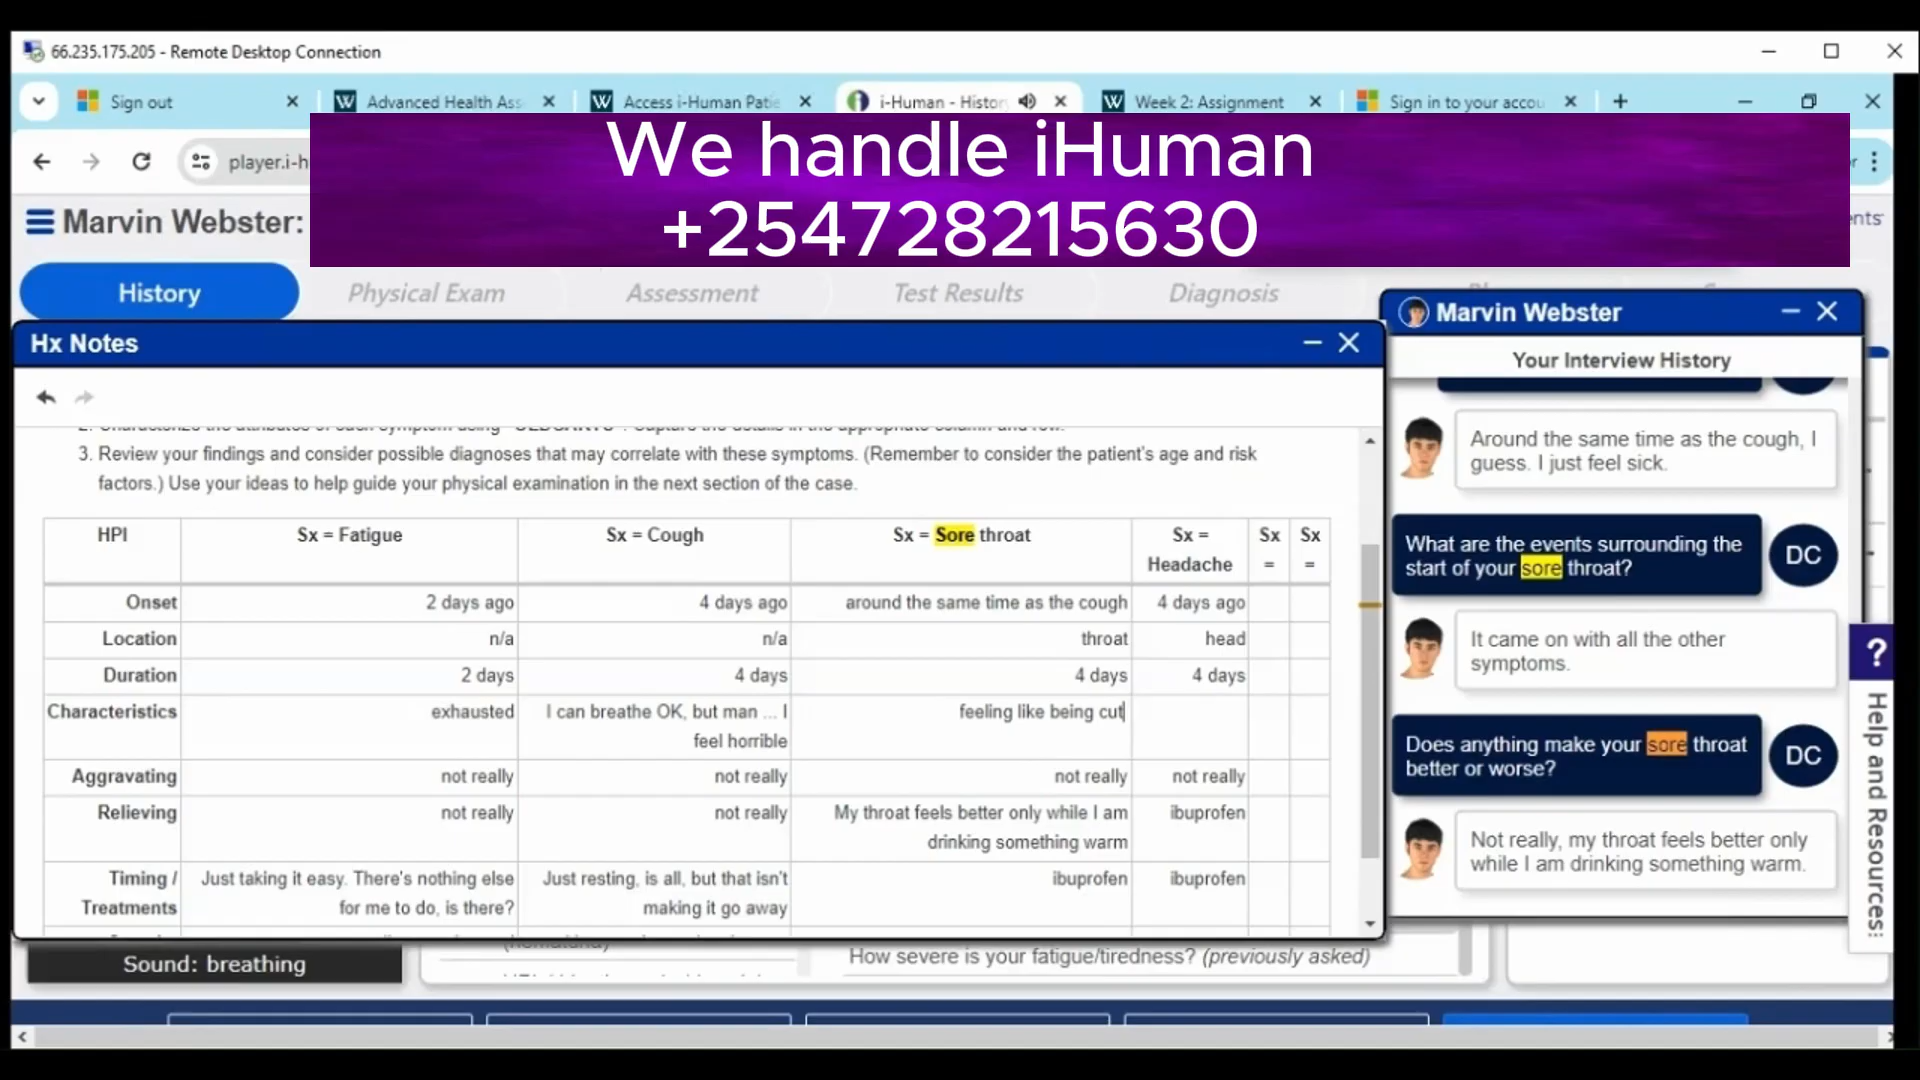 66.235.175.205 - Remote Desktop Connection
Sign out
Advanced Health Ass
Access i-Human Patie
i-Human - Histor
Week 2: Assignment
Sign in to your accou
player.i-h
We handle iHuman
+254728215630
Marvin Webster:
History
Physical Exam
Assessment
Test Results
Diagnosis
Hx Notes
3. Review your findings and consider possible diagnoses that may correlate with these symptoms. (Remember to consider the patient's age and risk
factors.) Use your ideas to help guide your physical examination in the next section of the case.
HPI
Sx = Fatigue
Sx = Cough
Sx = Sore throat
Sx =
Headache
Sx
=
Sx
=
Onset
2 days ago
4 days ago
around the same time as the cough
4 days ago
Location
n/a
n/a
throat
head
Duration
2 days
4 days
4 days
4 days
Characteristics
exhausted
I can breathe OK, but man ... I
feel horrible
feeling like being cut
Aggravating
not really
not really
not really
not really
Relieving
not really
not really
My throat feels better only while I am
drinking something warm
ibuprofen
Timing /
Treatments
Just taking it easy. There's nothing else
for me to do, is there?
Just resting, is all, but that isn't
making it go away
ibuprofen
ibuprofen
Marvin Webster
Your Interview History
Around the same time as the cough, I
guess. I just feel sick.
What are the events surrounding the
start of your sore throat?
DC
It came on with all the other
symptoms.
Does anything make your sore throat
better or worse?
DC
Not really, my throat feels better only
while I am drinking something warm.
?
Help and Resources:
Sound: breathing
How severe is your fatigue/tiredness? (previously asked)